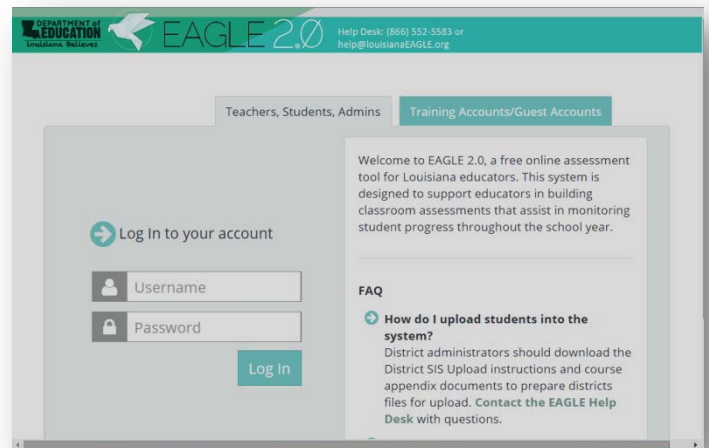 DEPARTMENT of
EDUCATION
Louisiana Believes
EAGLE 2.0
Help Desk: (866) 552-5583 or
help@louisianaEAGLE.org
Teachers, Students, Admins
Training Accounts/Guest Accounts
Log In to your account
Username
Password
Log In
Welcome to EAGLE 2.0, a free online assessment
tool for Louisiana educators. This system is
designed to support educators in building
classroom assessments that assist in monitoring
student progress throughout the school year.
FAQ
How do I upload students into the
system?
District administrators should download the
District SIS Upload instructions and course
appendix documents to prepare districts
files for upload. Contact the EAGLE Help
Desk with questions.